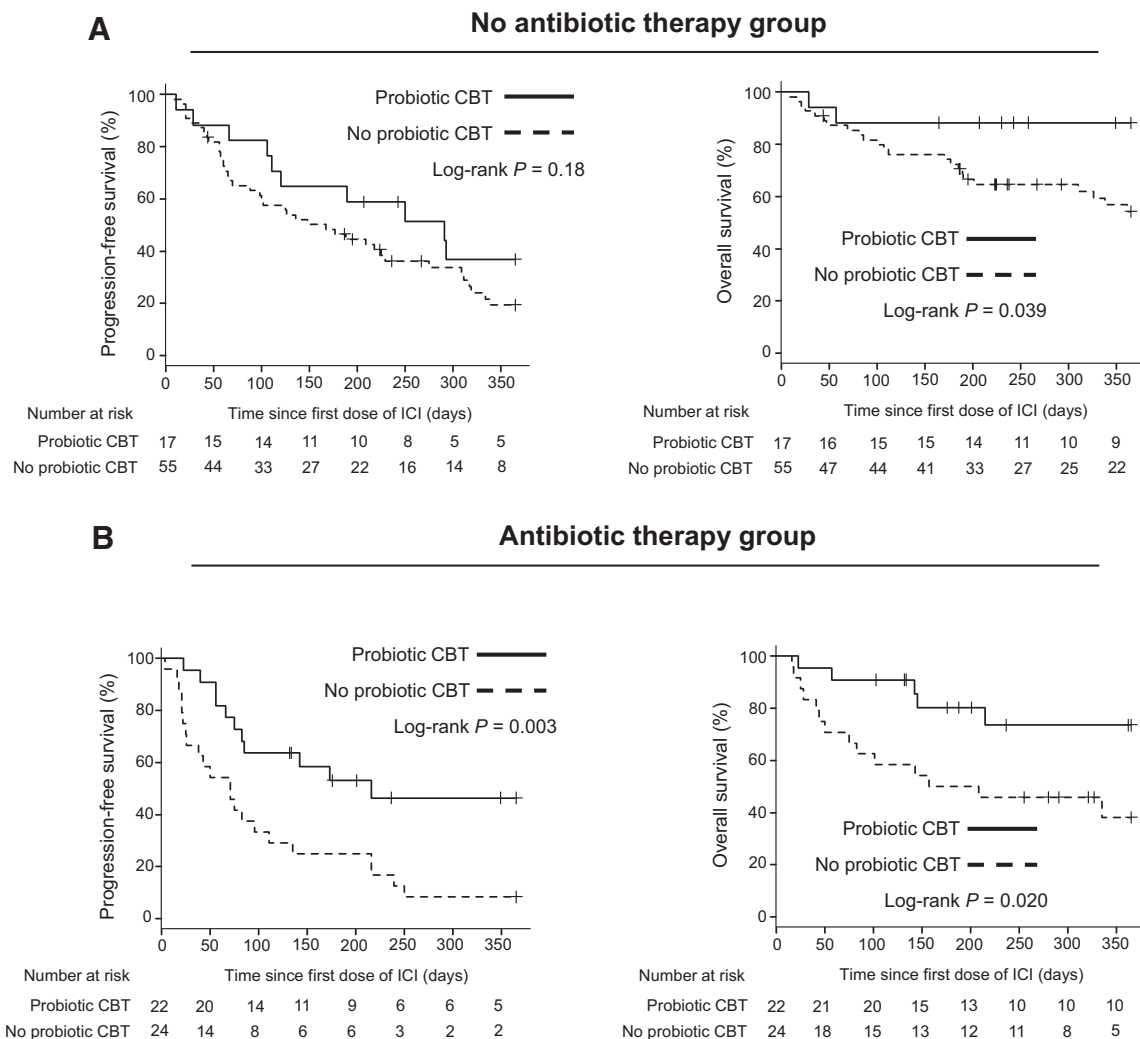 A
No antibiotic therapy group
Progression-free survival (%)
100
80
60
40
20
0
Probiotic CBT
No probiotic CBT
Log-rank P = 0.18
0 50 100 150 200 250 300 350
Number at risk Time since first dose of ICI (days)
Probiotic CBT 17 15 14 11 10 8 5 5
No probiotic CBT 55 44 33 27 22 16 14 8
Overall survival (%)
100
80
60
40
20
0
Probiotic CBT
No probiotic CBT
Log-rank P = 0.039
0 50 100 150 200 250 300 350
Number at risk Time since first dose of ICI (days)
Probiotic CBT 17 16 15 15 14 11 10 9
No probiotic CBT 55 47 44 41 33 27 25 22
B
Antibiotic therapy group
Progression-free survival (%)
100
80
60
40
20
0
Probiotic CBT
No probiotic CBT
Log-rank P = 0.003
0 50 100 150 200 250 300 350
Number at risk Time since first dose of ICI (days)
Probiotic CBT 22 20 14 11 9 6 6 5
No probiotic CBT 24 14 8 6 6 3 2 2
Overall survival (%)
100
80
60
40
20
0
Probiotic CBT
No probiotic CBT
Log-rank P = 0.020
0 50 100 150 200 250 300 350
Number at risk Time since first dose of ICI (days)
Probiotic CBT 22 21 20 15 13 10 10 10
No probiotic CBT 24 18 15 13 12 11 8 5